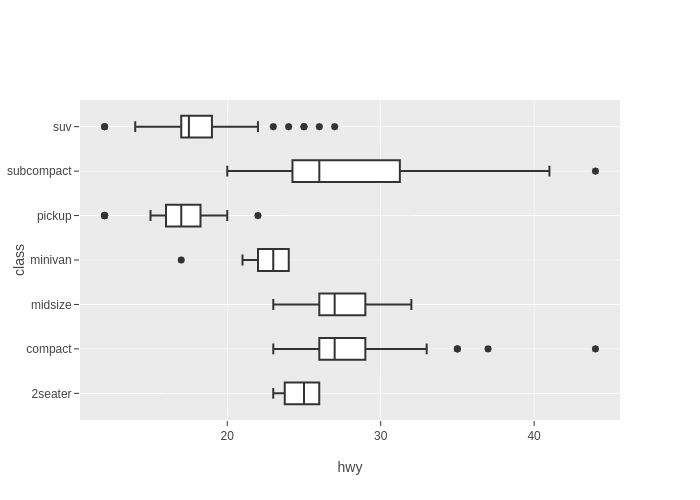 suv
subcompact
pickup
minivan
midsize
compact
2seater
class
20 30 40
hwy